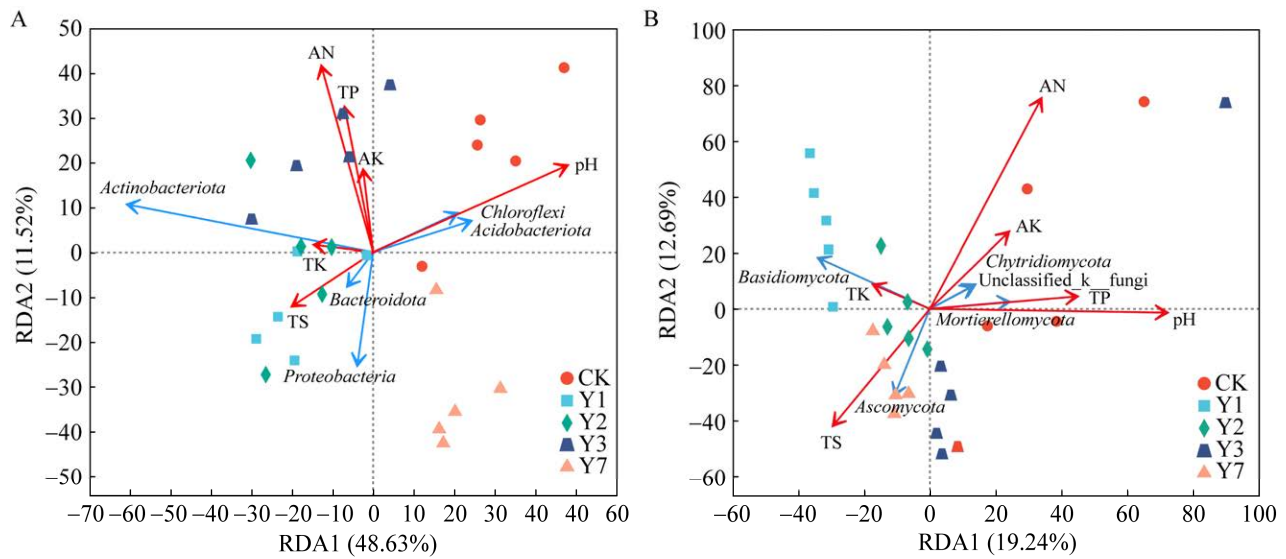 A
50
40
30
20
10
0
–10
–20
–30
–40
–50
RDA2 (11.52%)
AN
TP
AK
pH
Actinobacteriota
Chloroflexi
Acidobacteriota
TK
Bacteroidota
TS
Proteobacteria
CK
Y1
Y2
Y3
Y7
–70 –60 –50 –40 –30 –20 –10 0 10 20 30 40 50 60
RDA1 (48.63%)
B
100
80
60
40
20
0
–20
–40
–60
RDA2 (12.69%)
AN
AK
Chytridiomycota
Basidiomycota
Unclassified_k__fungi
TK
TP
Mortierellomycota
pH
Ascomycota
TS
CK
Y1
Y2
Y3
Y7
–60 –40 –20 0 20 40 60 80 100
RDA1 (19.24%)